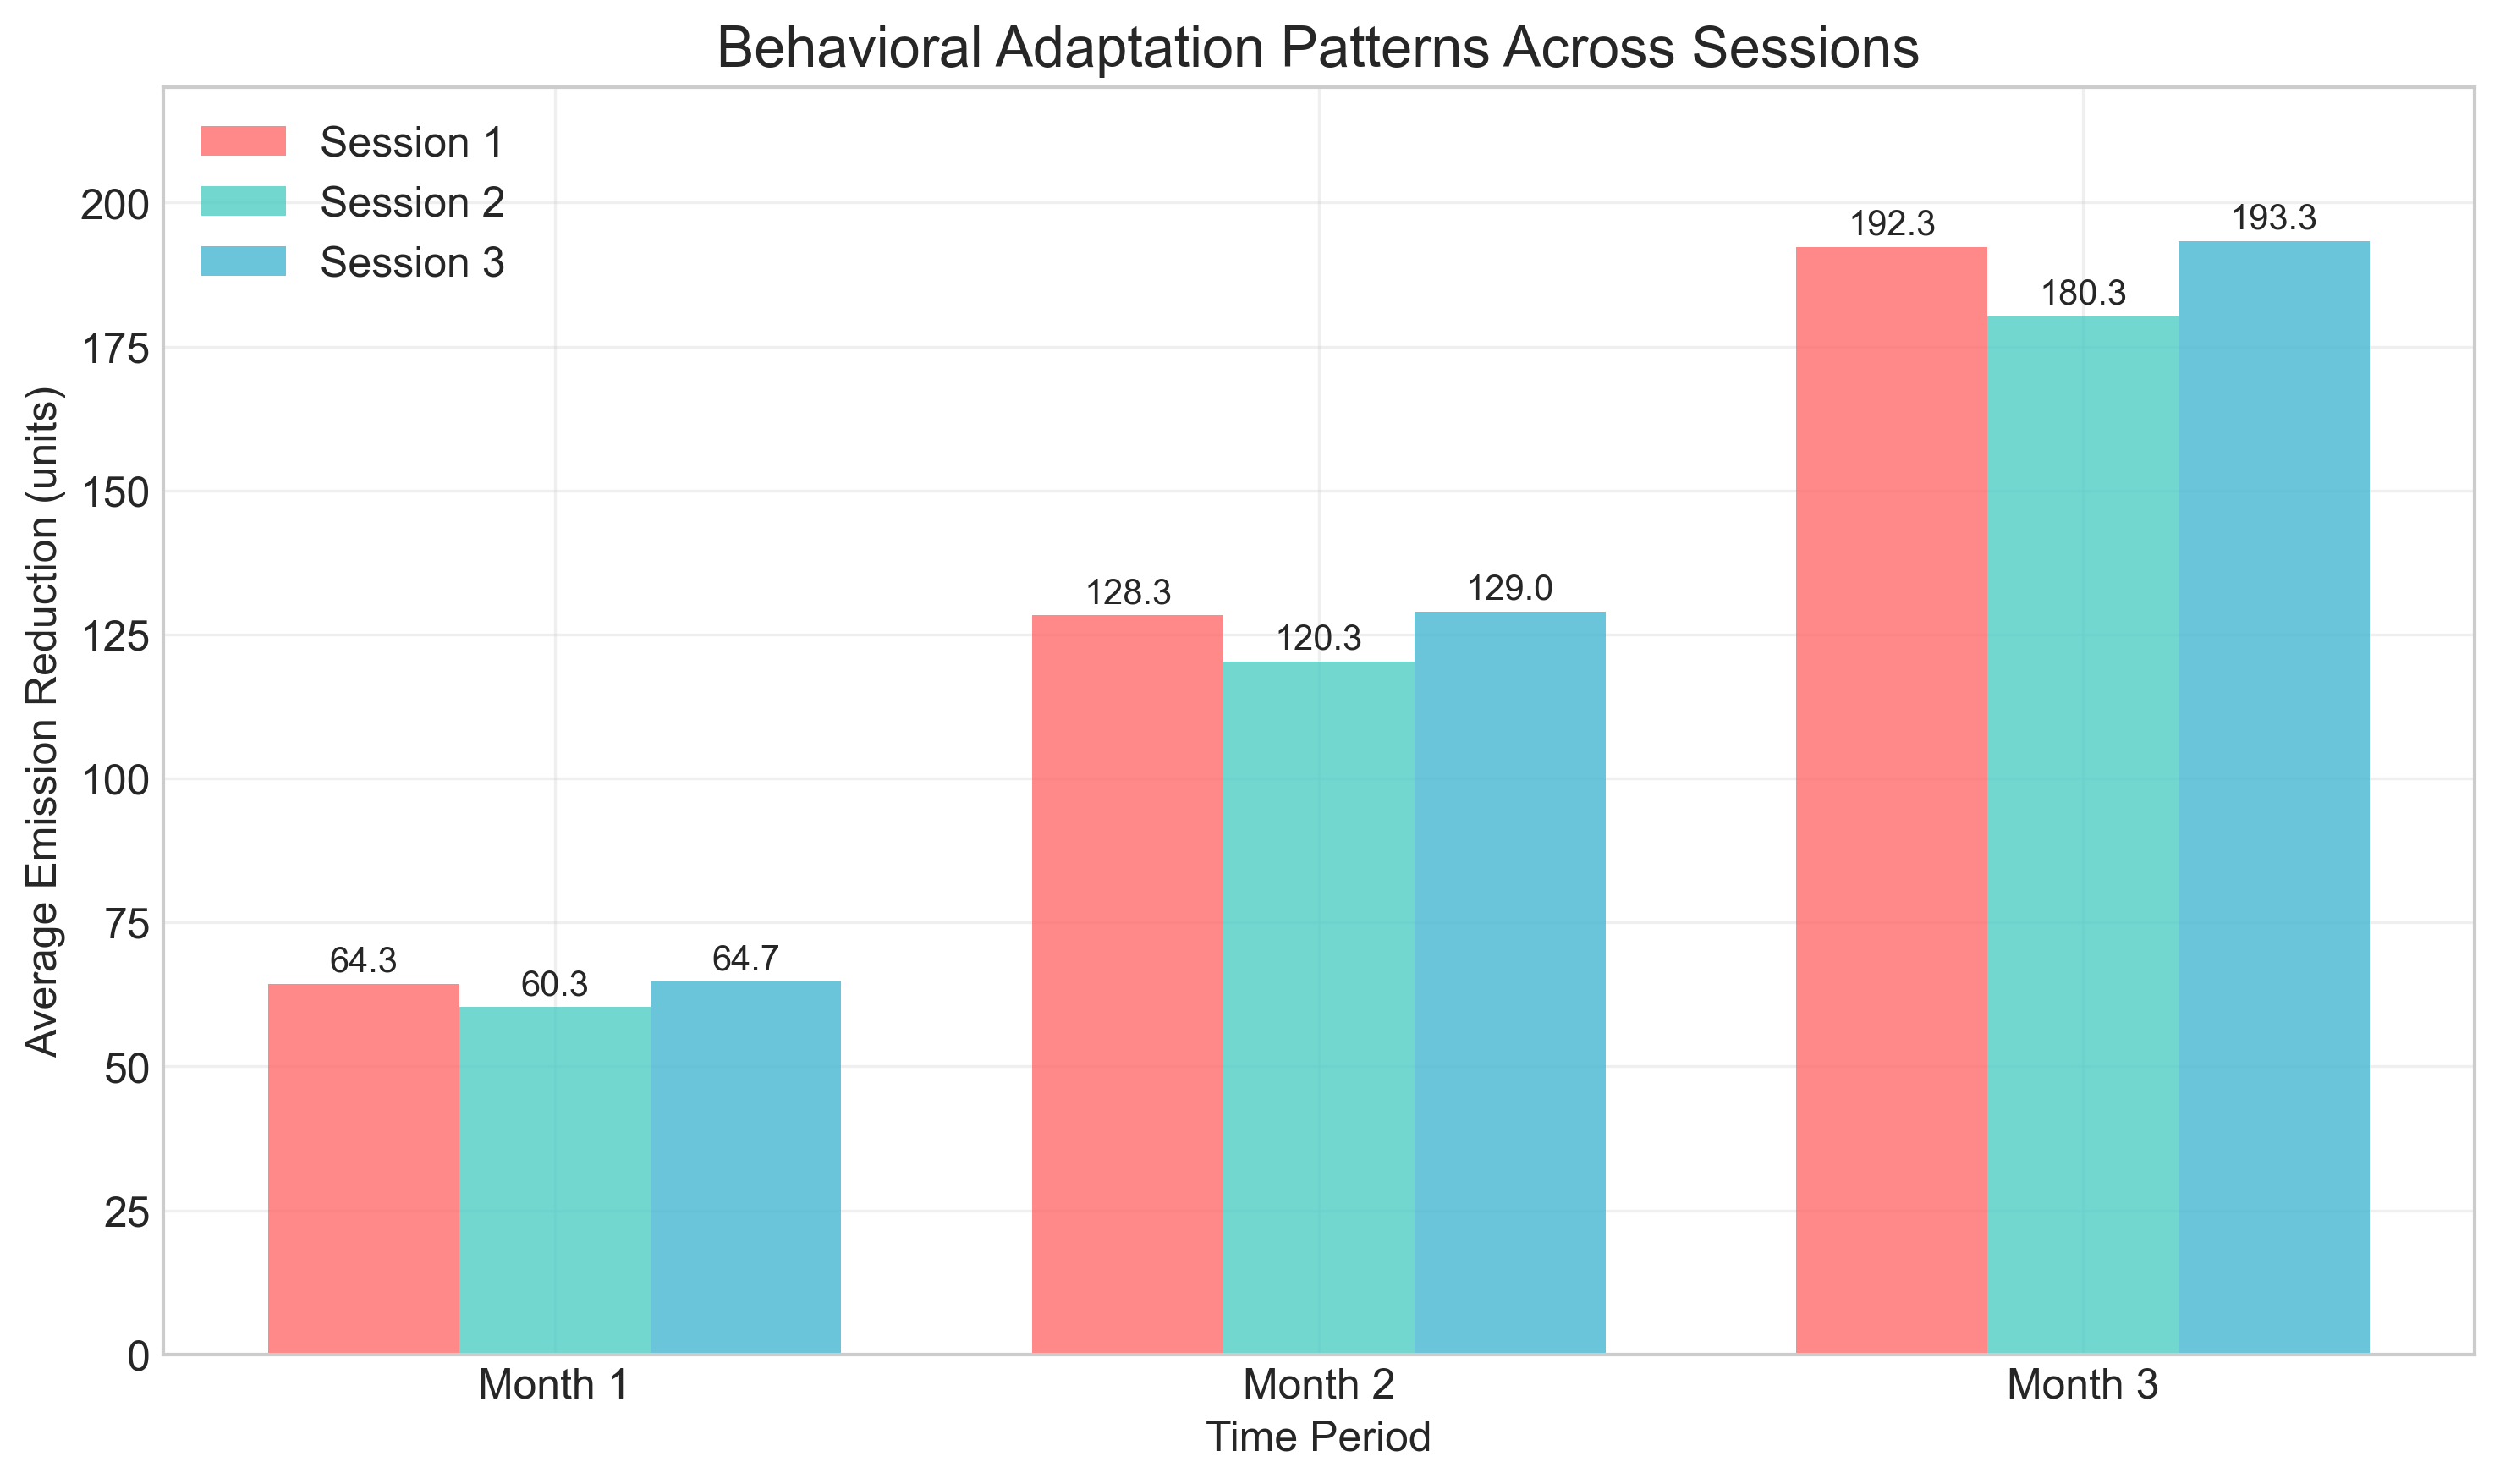 Behavioral Adaptation Patterns Across Sessions
Session 1
Session 2
Session 3
Average Emission Reduction (units)
200
175
150
125
100
75
50
25
0
64.3
60.3
64.7
128.3
120.3
129.0
192.3
180.3
193.3
Month 1
Month 2
Month 3
Time Period